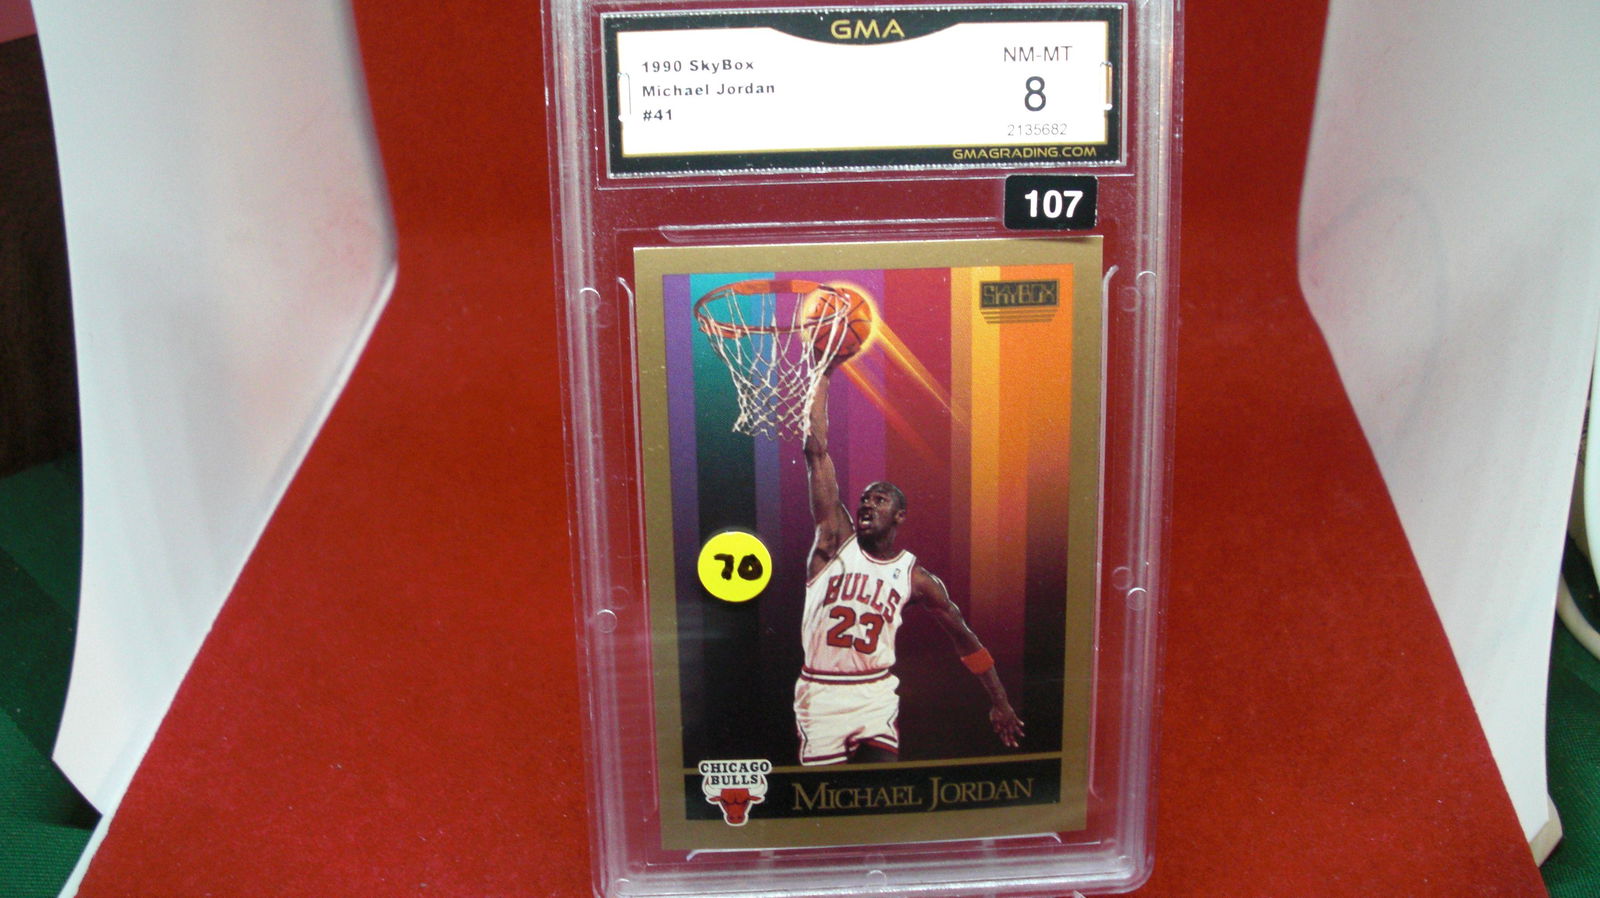 GMA
1990 SkyBox
Michael Jordan
#41
NM-MT
8
2135682
GMAGRADING.COM
107
SKYBOX
70
BULLS
23
CHICAGO
BULLS
MICHAEL JORDAN